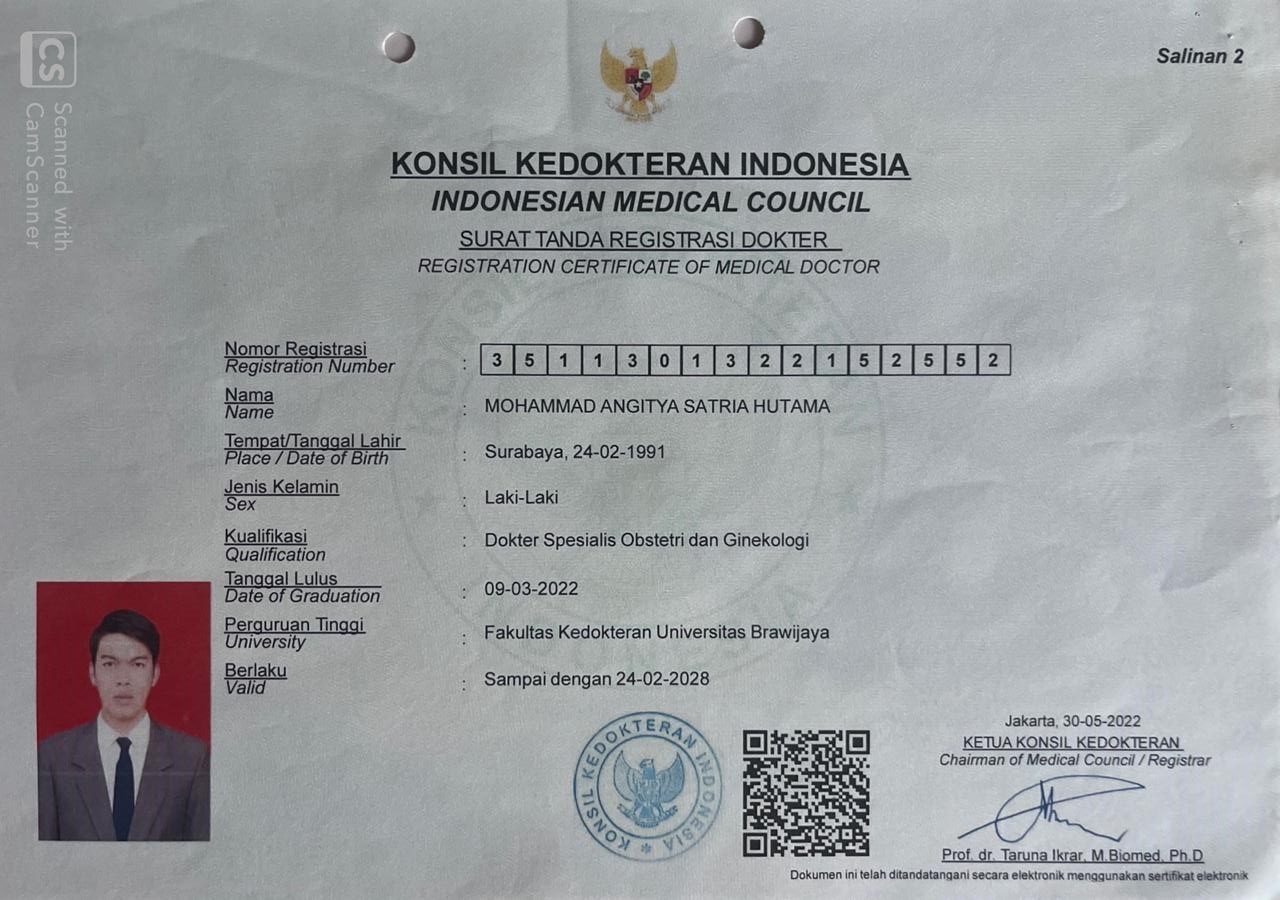 CS
Scanned with
CamScanner
Salinan 2
KONSIL KEDOKTERAN INDONESIA
INDONESIAN MEDICAL COUNCIL
SURAT TANDA REGISTRASI DOKTER
REGISTRATION CERTIFICATE OF MEDICAL DOCTOR
Nomor Registrasi
Registration Number : 3 5 1 1 3 0 1 3 2 2 1 5 2 5 5 2
Nama
Name : MOHAMMAD ANGITYA SATRIA HUTAMA
Tempat/Tanggal Lahir
Place / Date of Birth : Surabaya, 24-02-1991
Jenis Kelamin
Sex : Laki-Laki
Kualifikasi
Qualification : Dokter Spesialis Obstetri dan Ginekologi
Tanggal Lulus
Date of Graduation : 09-03-2022
Perguruan Tinggi
University : Fakultas Kedokteran Universitas Brawijaya
Berlaku
Valid : Sampai dengan 24-02-2028
KONSIL KEDOKTERAN INDONESIA
Jakarta, 30-05-2022
KETUA KONSIL KEDOKTERAN
Chairman of Medical Council / Registrar
Prof. dr. Taruna Ikrar, M.Biomed, Ph.D
Dokumen ini telah ditandatangani secara elektronik menggunakan sertifikat elektronik